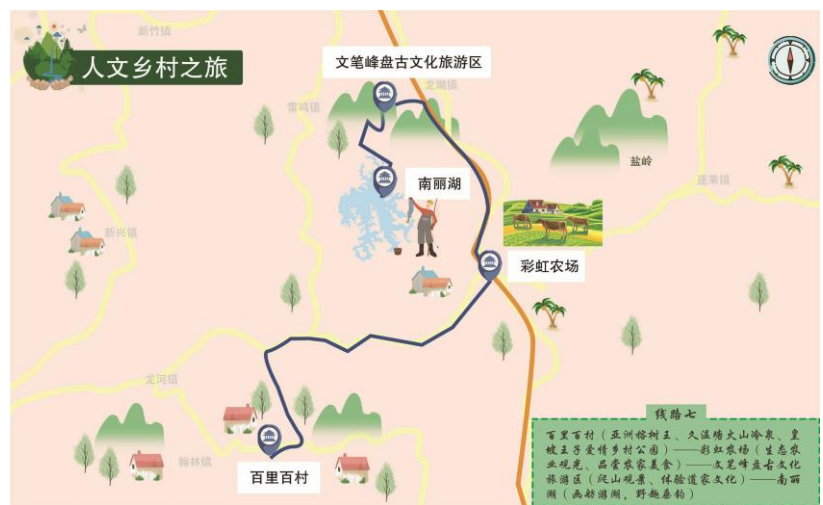 新竹镇
人文乡村之旅
文笔峰盘古文化旅游区
龙湖镇
雷鸣镇
盐岭
蓬莱镇
南丽湖
新兴镇
彩虹农场
龙河镇
翰林镇
百里百村
线路七
百里百村（亚洲榕树王、久温塘火山冷泉、皇
坡王子爱情乡村公园）——彩虹农场（生态农
业观光、品尝农家美食）——文笔峰盘古文化
旅游区（爬山观景、体验道家文化）——南丽
湖（画舫游湖，野趣垂钓）